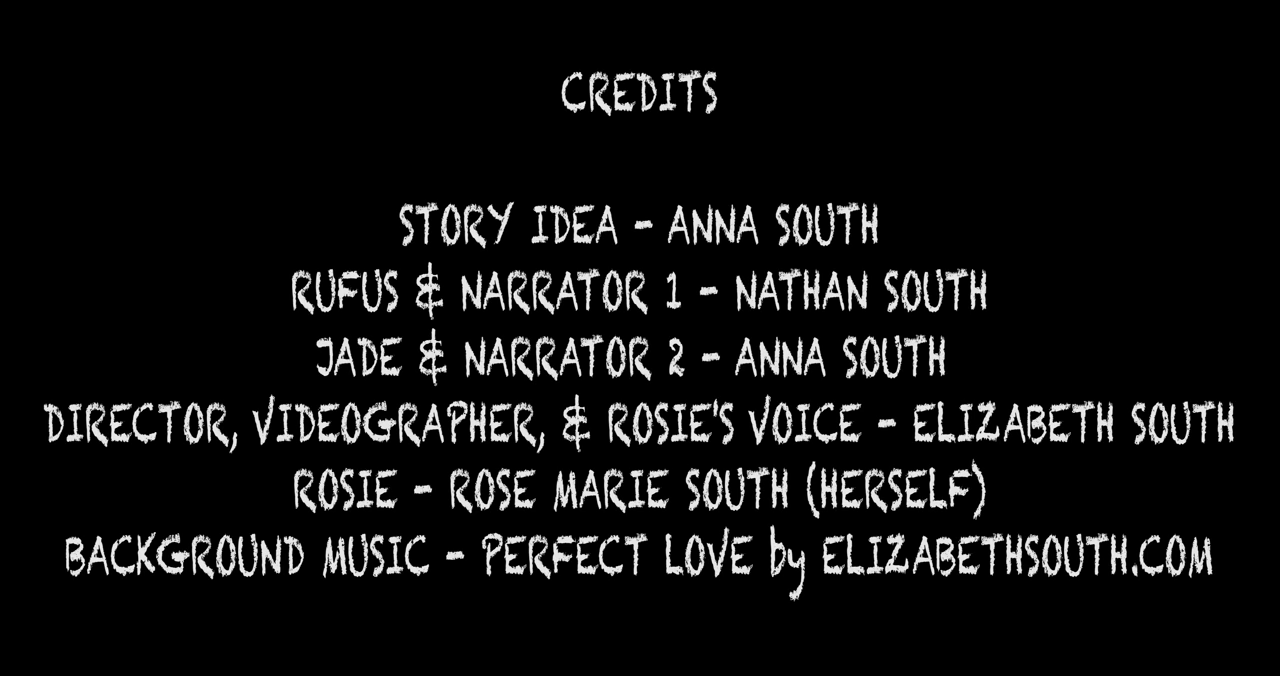 CREDITS
STORY IDEA - ANNA SOUTH
RUFUS & NARRATOR 1 - NATHAN SOUTH
JADE & NARRATOR 2 - ANNA SOUTH
DIRECTOR, VIDEOGRAPHER, & ROSIE'S VOICE - ELIZABETH SOUTH
ROSIE - ROSE MARIE SOUTH (HERSELF)
BACKGROUND MUSIC - PERFECT LOVE by ELIZABETHSOUTH.COM